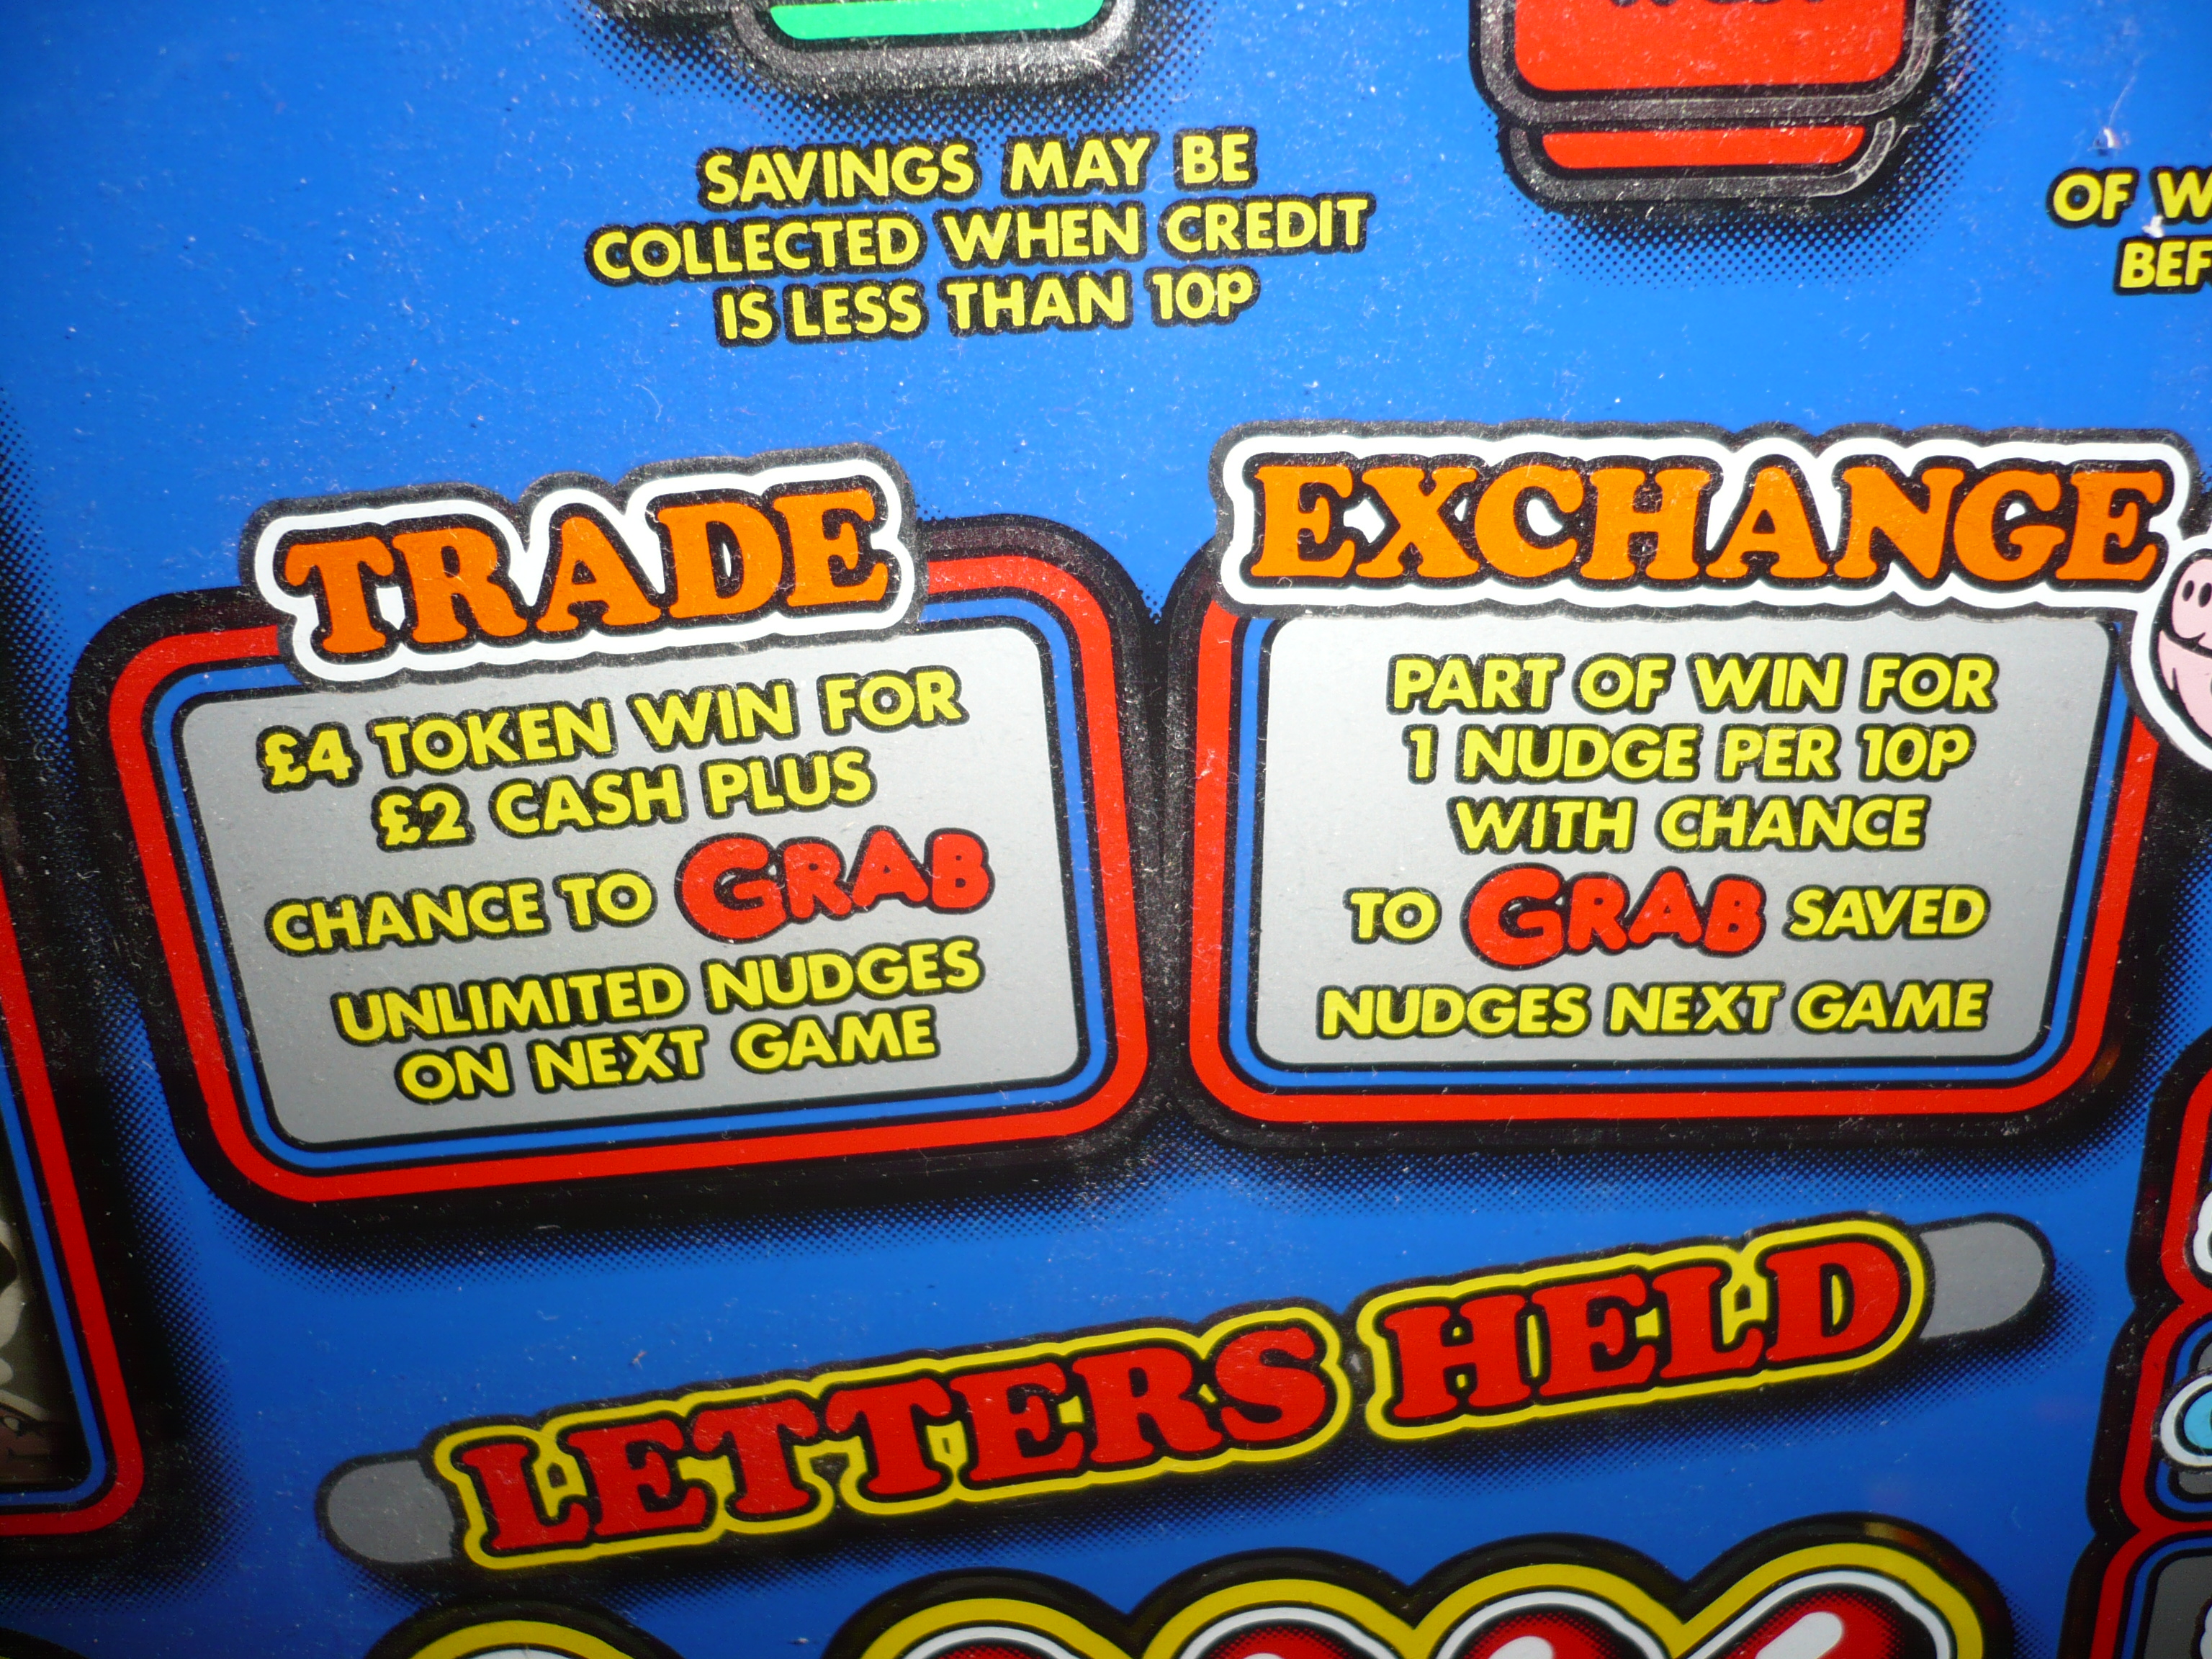 SAVINGS MAY BE
COLLECTED WHEN CREDIT
IS LESS THAN 10P
OF
TRADE
£4 TOKEN WIN FOR
£2 CASH PLUS
CHANCE TO GRAB
UNLIMITED NUDGES
ON NEXT GAME
EXCHANGE
PART OF WIN FOR
1 NUDGE PER 10P
WITH CHANCE
TO GRAB SAVED
NUDGES NEXT GAME
LETTERS HELD